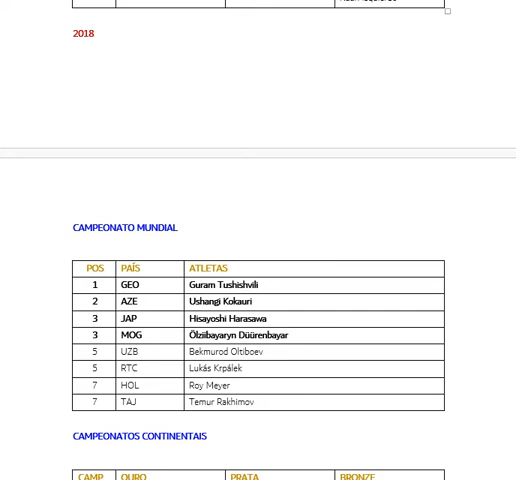 2018
CAMPEONATO MUNDIAL
POS PAÍS ATLETAS
1 GEO Guram Tushishvili
2 AZE Ushangi Kokauri
3 JAP Hisayoshi Harasawa
3 MOG Ölziibayaryn Düürenbayar
5 UZB Bekmurod Oltiboev
5 RTC Lukás Krpálek
7 HOL Roy Meyer
7 TAJ Temur Rakhimov
CAMPEONATOS CONTINENTAIS
CAMP OURO PRATA BRONZE